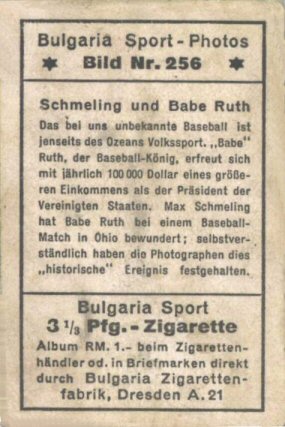 Bulgaria Sport - Photos
✶ Bild Nr. 256 ✶
Schmeling und Babe Ruth
Das bei uns unbekannte Baseball ist
jenseits des Ozeans Volkssport. „Babe"
Ruth, der Baseball-König, erfreut sich
mit jährlich 100 000 Dollar eines größe-
ren Einkommens als der Präsident der
Vereinigten Staaten. Max Schmeling
hat Babe Ruth bei einem Baseball-
Match in Ohio bewundert; selbstver-
ständlich haben die Photographen dies
„historische" Ereignis festgehalten.
Bulgaria Sport
3 1/3 Pfg. - Zigarette
Album RM. 1.- beim Zigaretten-
händler od. in Briefmarken direkt
durch Bulgaria Zigaretten-
fabrik, Dresden A. 21